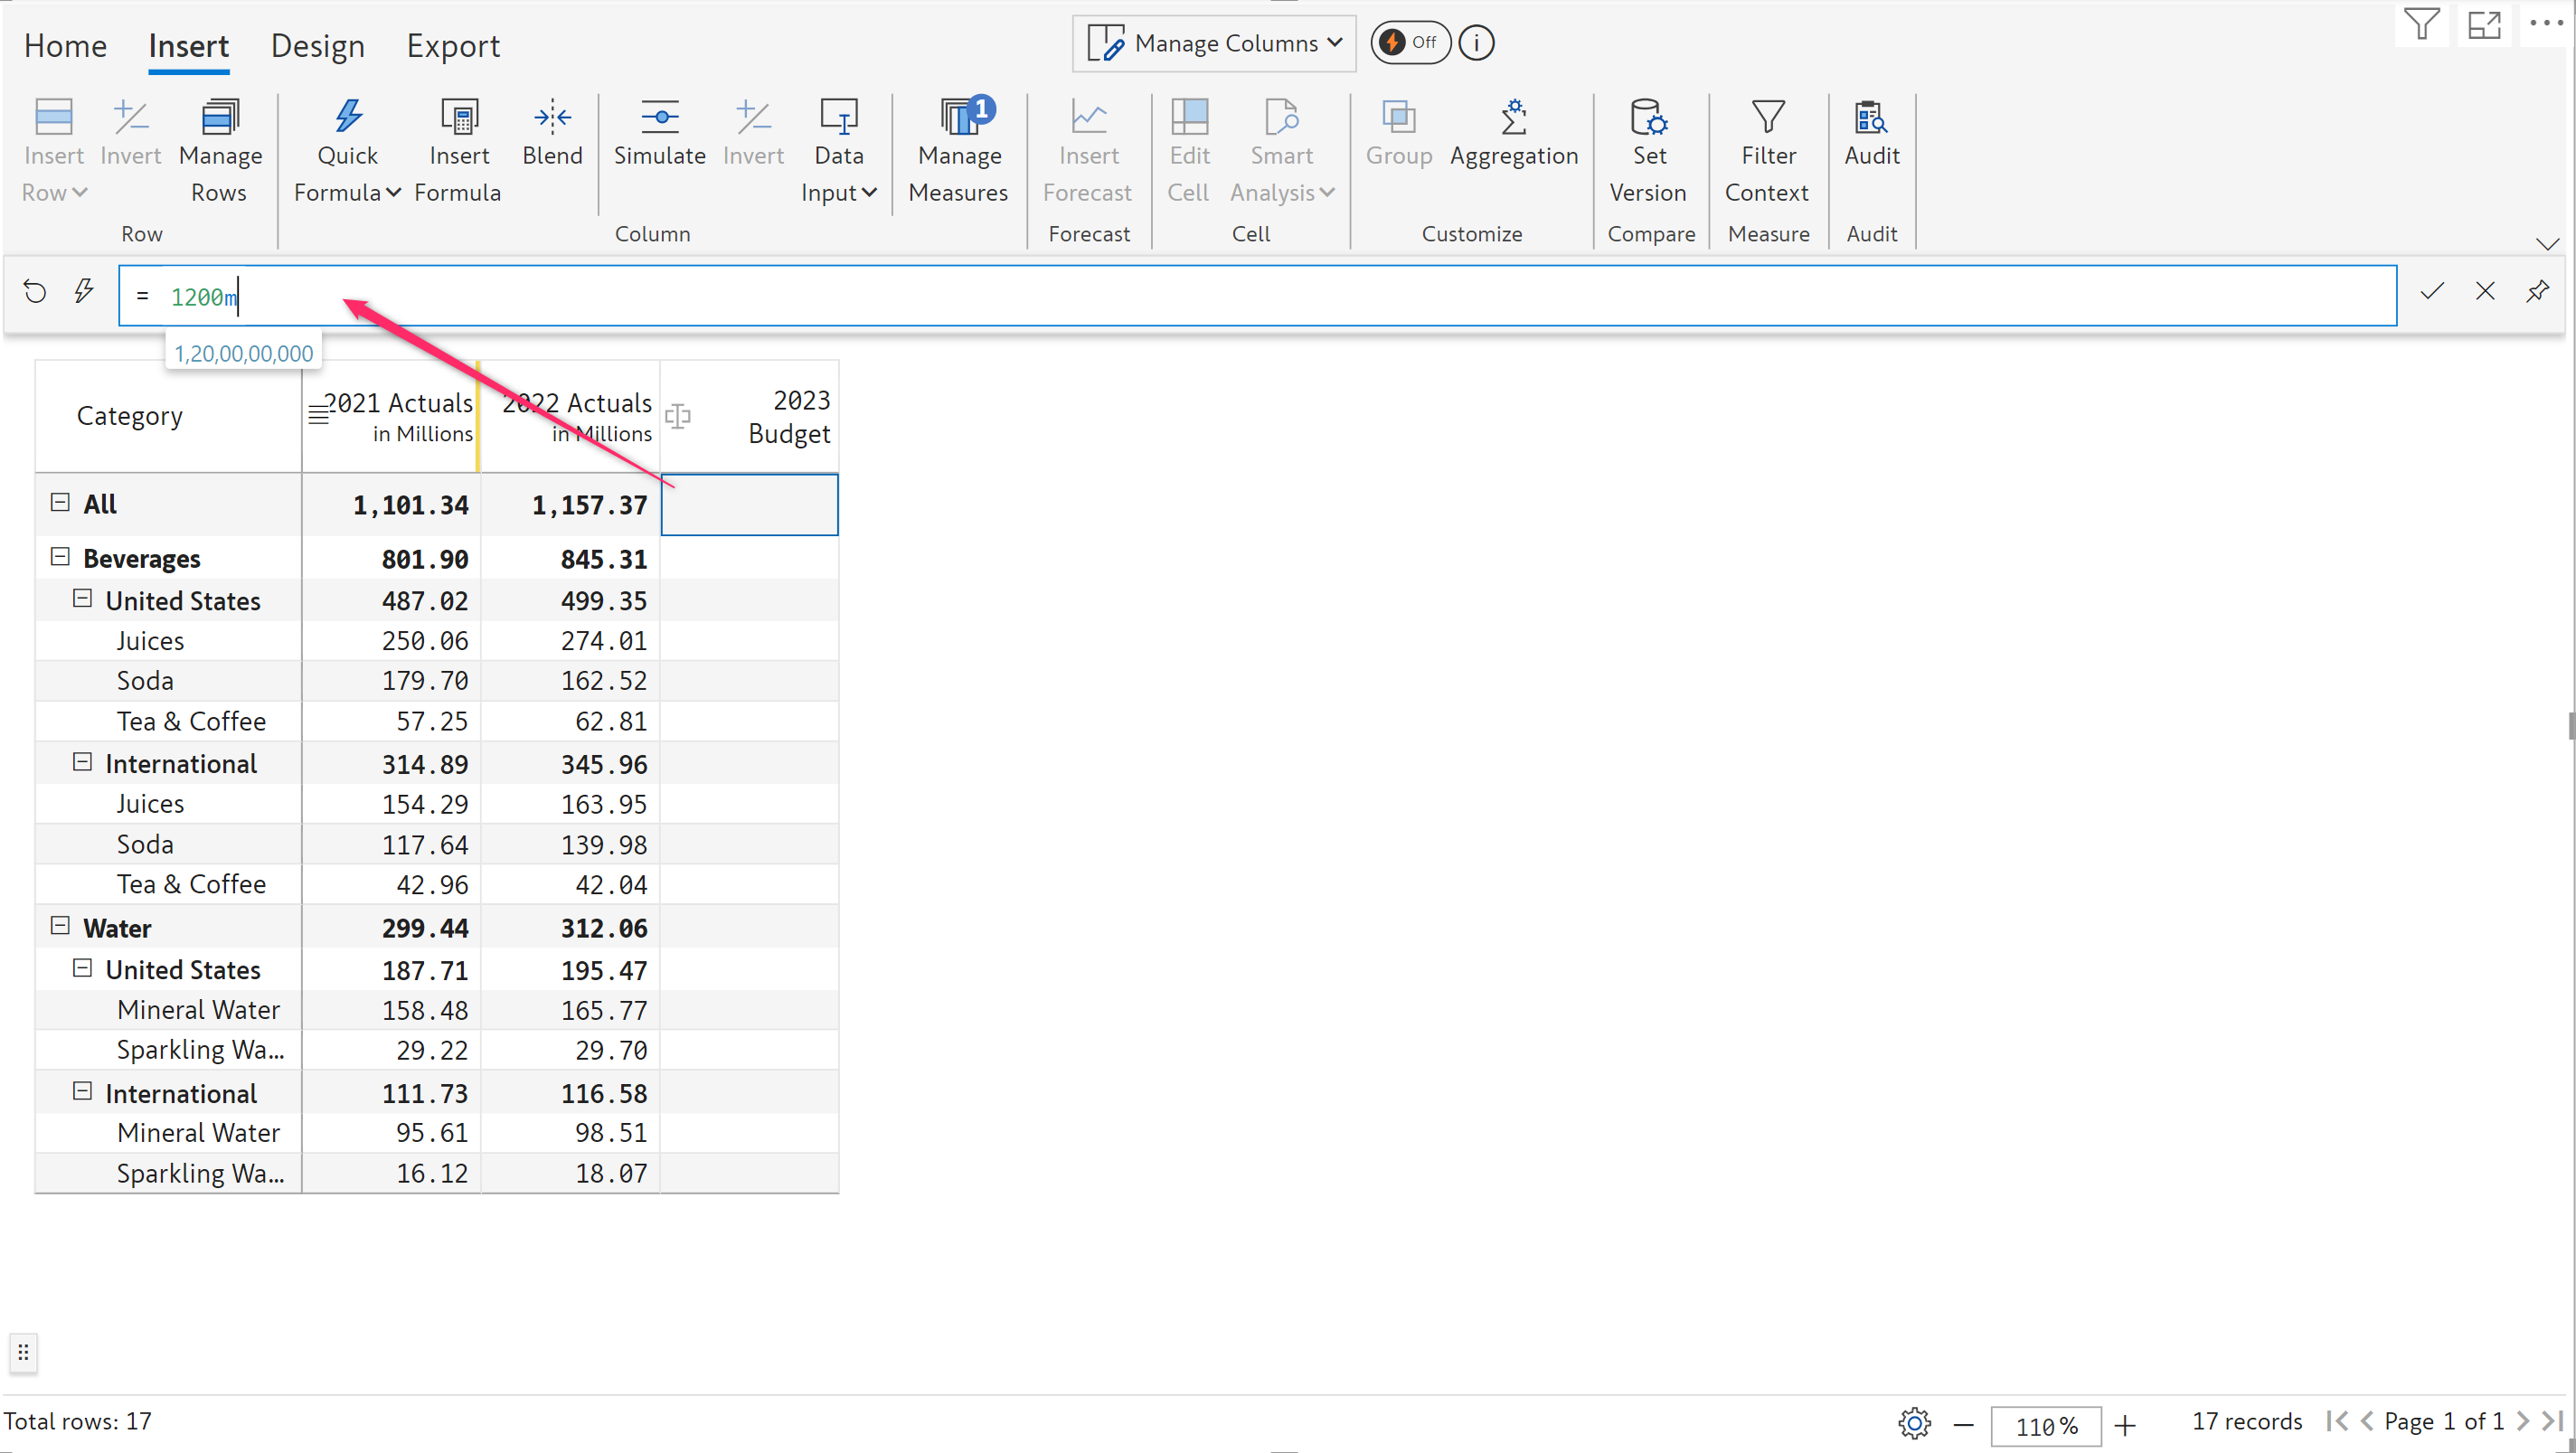 Home Insert Design Export Manage Columns Off i
Insert Row Invert Manage Rows Quick Formula Insert Formula Blend Simulate Invert Data Input Manage Measures 1 Insert Forecast Edit Cell Smart Analysis Group Aggregation Set Version Filter Context Audit
Row Column Forecast Cell Customize Compare Measure Audit
= 1200m
1,20,00,00,000
Category 2021 Actuals in Millions 2022 Actuals in Millions 2023 Budget
All 1,101.34 1,157.37
Beverages 801.90 845.31
United States 487.02 499.35
Juices 250.06 274.01
Soda 179.70 162.52
Tea & Coffee 57.25 62.81
International 314.89 345.96
Juices 154.29 163.95
Soda 117.64 139.98
Tea & Coffee 42.96 42.04
Water 299.44 312.06
United States 187.71 195.47
Mineral Water 158.48 165.77
Sparkling Wa... 29.22 29.70
International 111.73 116.58
Mineral Water 95.61 98.51
Sparkling Wa... 16.12 18.07
Total rows: 17 110% 17 records Page 1 of 1